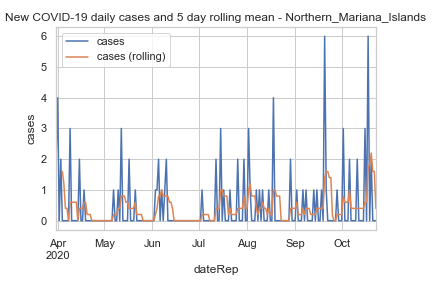 New COVID-19 daily cases and 5 day rolling mean - Northern_Mariana_Islands
cases
cases (rolling)
cases
6
5
4
3
2
1
0
Apr May Jun Jul Aug Sep Oct
2020
dateRep